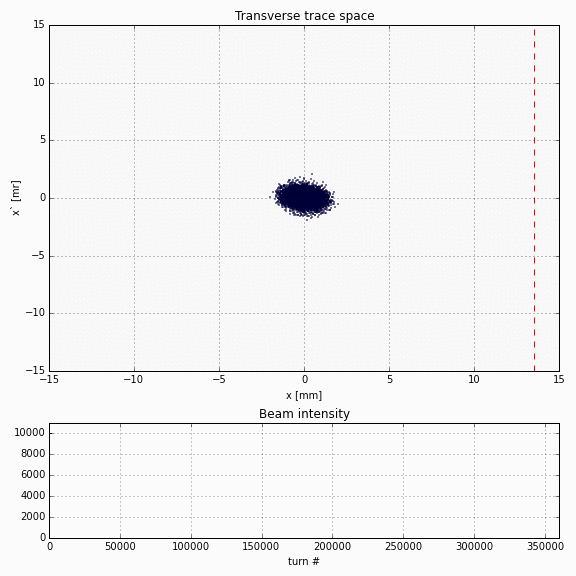 Transverse trace space
15
10
5
0
−5
−10
−15
x` [mr]
−15 −10 −5 0 5 10 15
x [mm]
Beam intensity
10000
8000
6000
4000
2000
0
0 50000 100000 150000 200000 250000 300000 350000
turn #